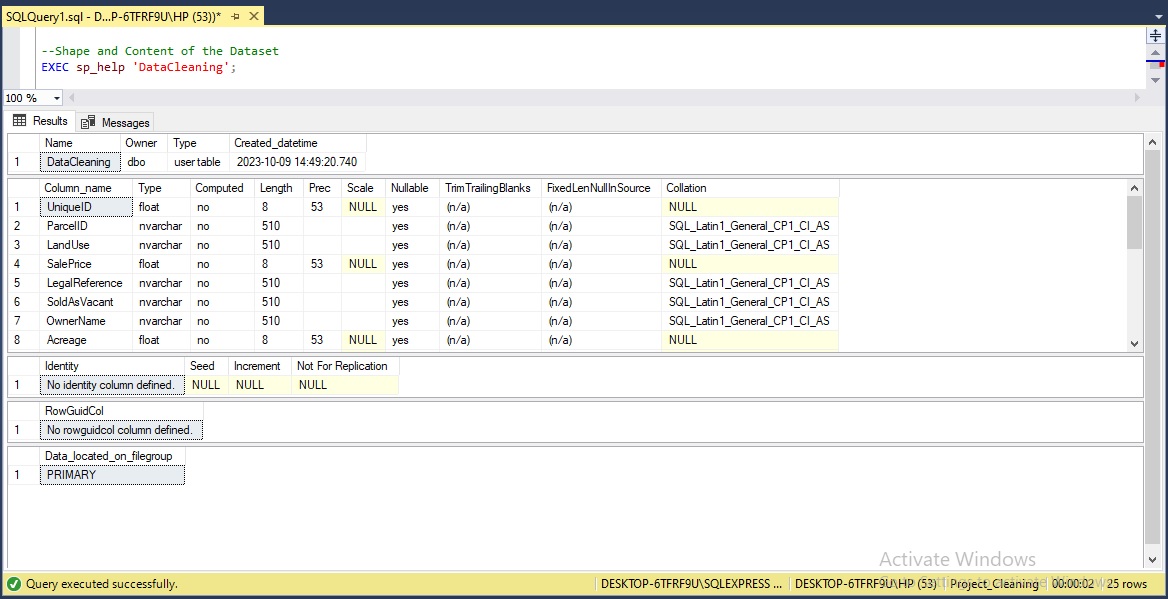 SQLQuery1.sql - D...P-6TFRF9U\HP (53))*
--Shape and Content of the Dataset
EXEC sp_help 'DataCleaning';
100 %
Results Messages
Name Owner Type Created_datetime
1 DataCleaning dbo user table 2023-10-09 14:49:20.740
Column_name Type Computed Length Prec Scale Nullable TrimTrailingBlanks FixedLenNullInSource Collation
1 UniqueID float no 8 53 NULL yes (n/a) (n/a) NULL
2 ParcelID nvarchar no 510 yes (n/a) (n/a) SQL_Latin1_General_CP1_CI_AS
3 LandUse nvarchar no 510 yes (n/a) (n/a) SQL_Latin1_General_CP1_CI_AS
4 SalePrice float no 8 53 NULL yes (n/a) (n/a) NULL
5 LegalReference nvarchar no 510 yes (n/a) (n/a) SQL_Latin1_General_CP1_CI_AS
6 SoldAsVacant nvarchar no 510 yes (n/a) (n/a) SQL_Latin1_General_CP1_CI_AS
7 OwnerName nvarchar no 510 yes (n/a) (n/a) SQL_Latin1_General_CP1_CI_AS
8 Acreage float no 8 53 NULL yes (n/a) (n/a) NULL
Identity Seed Increment Not For Replication
1 No identity column defined. NULL NULL NULL
RowGuidCol
1 No rowguidcol column defined.
Data_located_on_filegroup
1 PRIMARY
Activate Windows
Query executed successfully. DESKTOP-6TFRF9U\SQLEXPRESS ... DESKTOP-6TFRF9U\HP (53) Project_Cleaning 00:00:02 25 rows